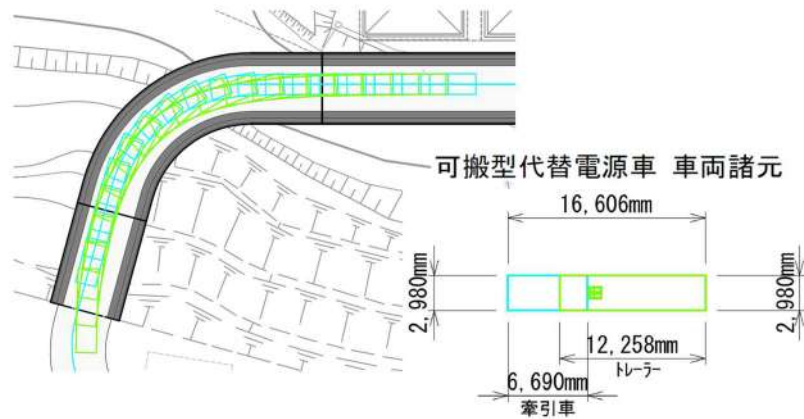 可搬型代替電源車 車両諸元
16,606mm
2,980mm
2,980mm
12,258mm
トレーラー
6,690mm
牽引車